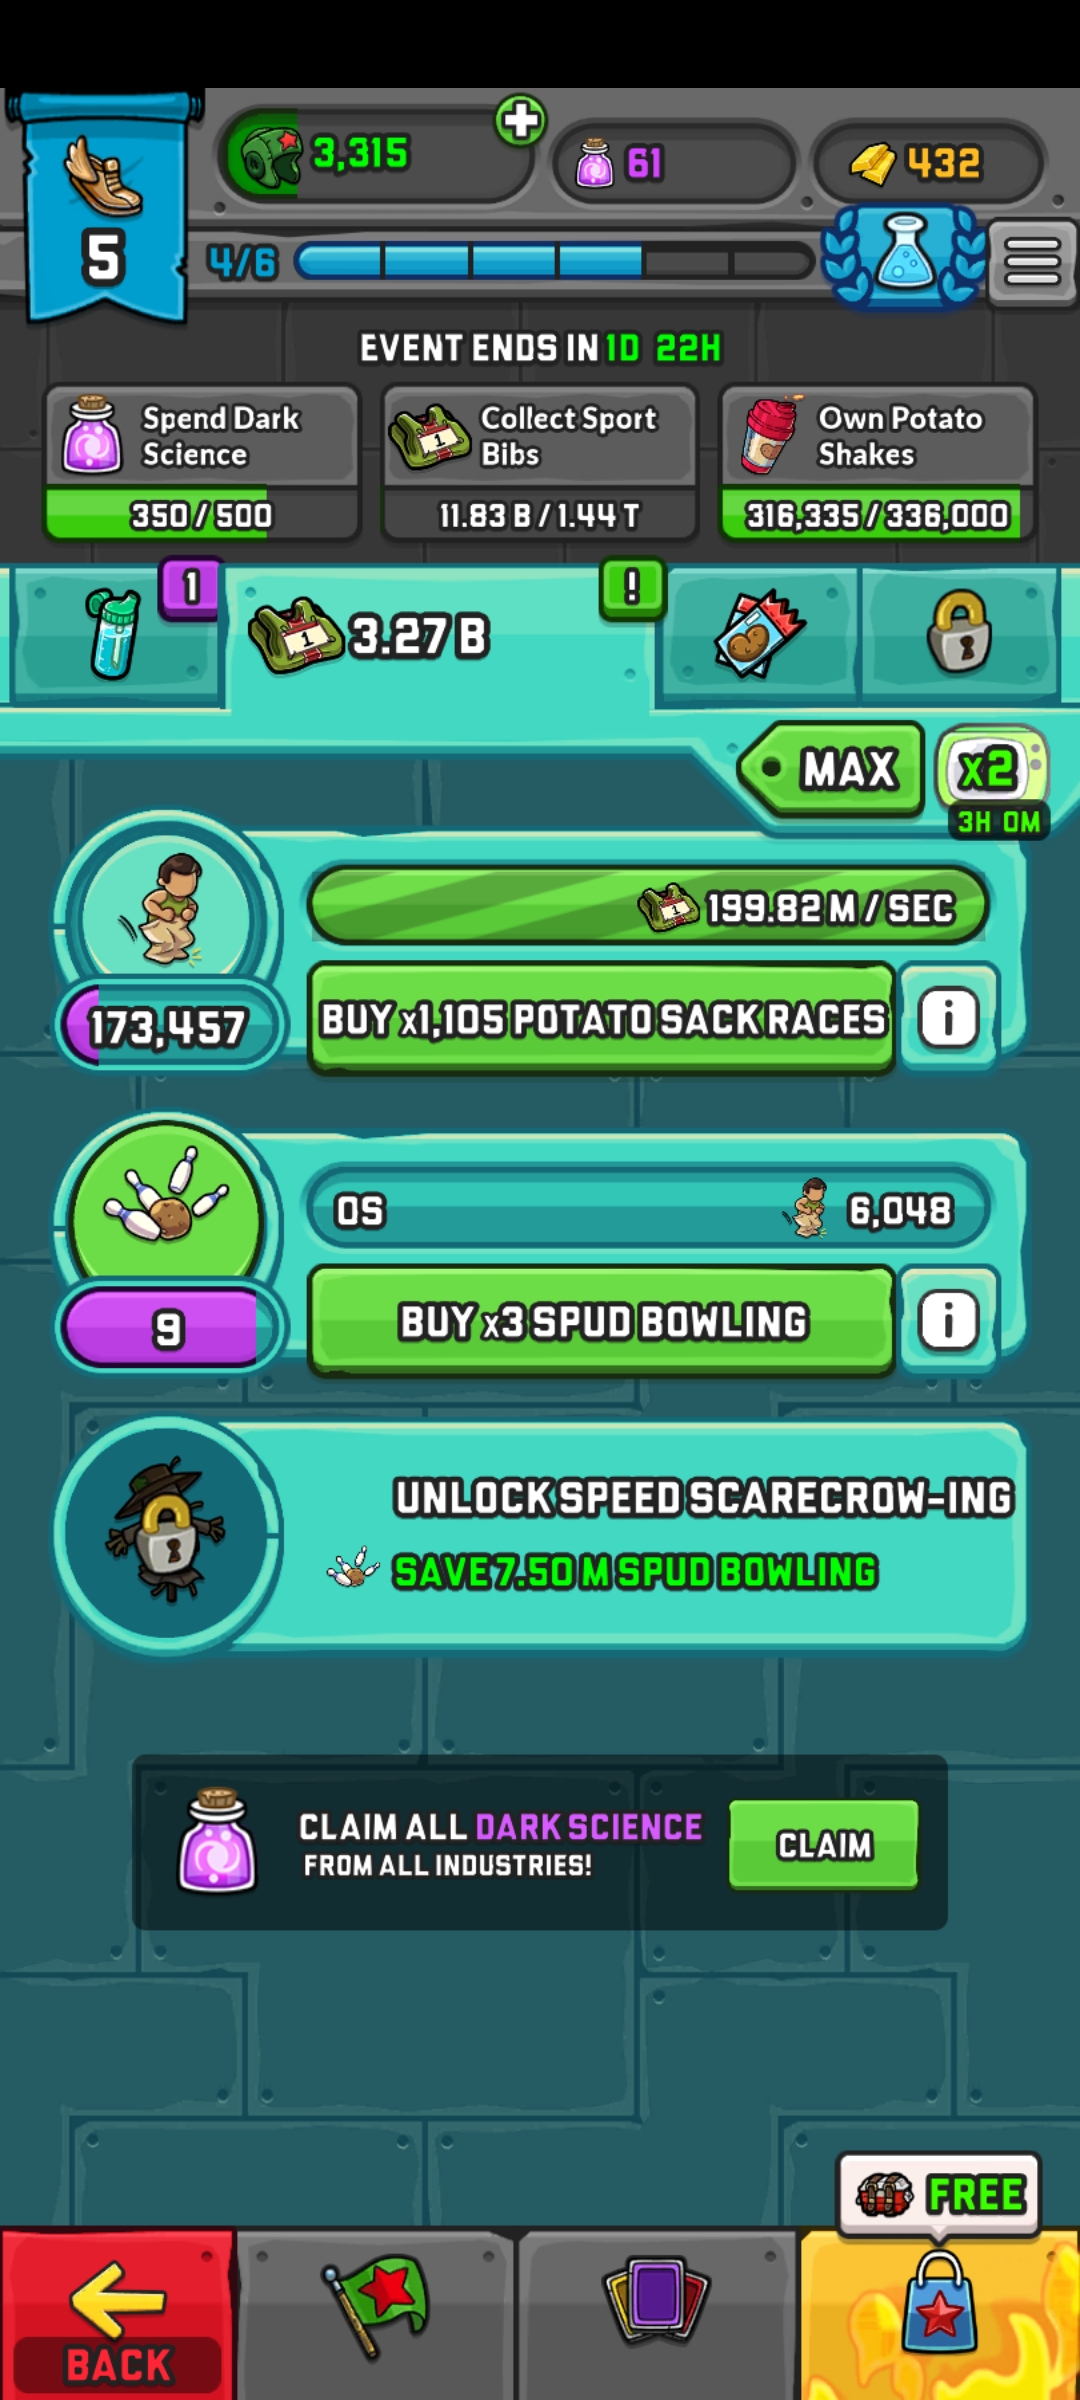 3,315
61
432
5
4/6
EVENT ENDS IN 1D 22H
Spend Dark
Science
350/500
Collect Sport
Bibs
11.83 B/1.44 T
Own Potato
Shakes
316,335/336,000
1
1
3.27 B
!
MAX
x2
3H 0M
1
199.82 M / SEC
173,457
BUY x1,105 POTATO SACK RACES
i
0S
6,048
9
BUY x3 SPUD BOWLING
i
UNLOCK SPEED SCARECROW-ING
SAVE 7.50 M SPUD BOWLING
CLAIM ALL DARK SCIENCE
FROM ALL INDUSTRIES!
CLAIM
FREE
BACK